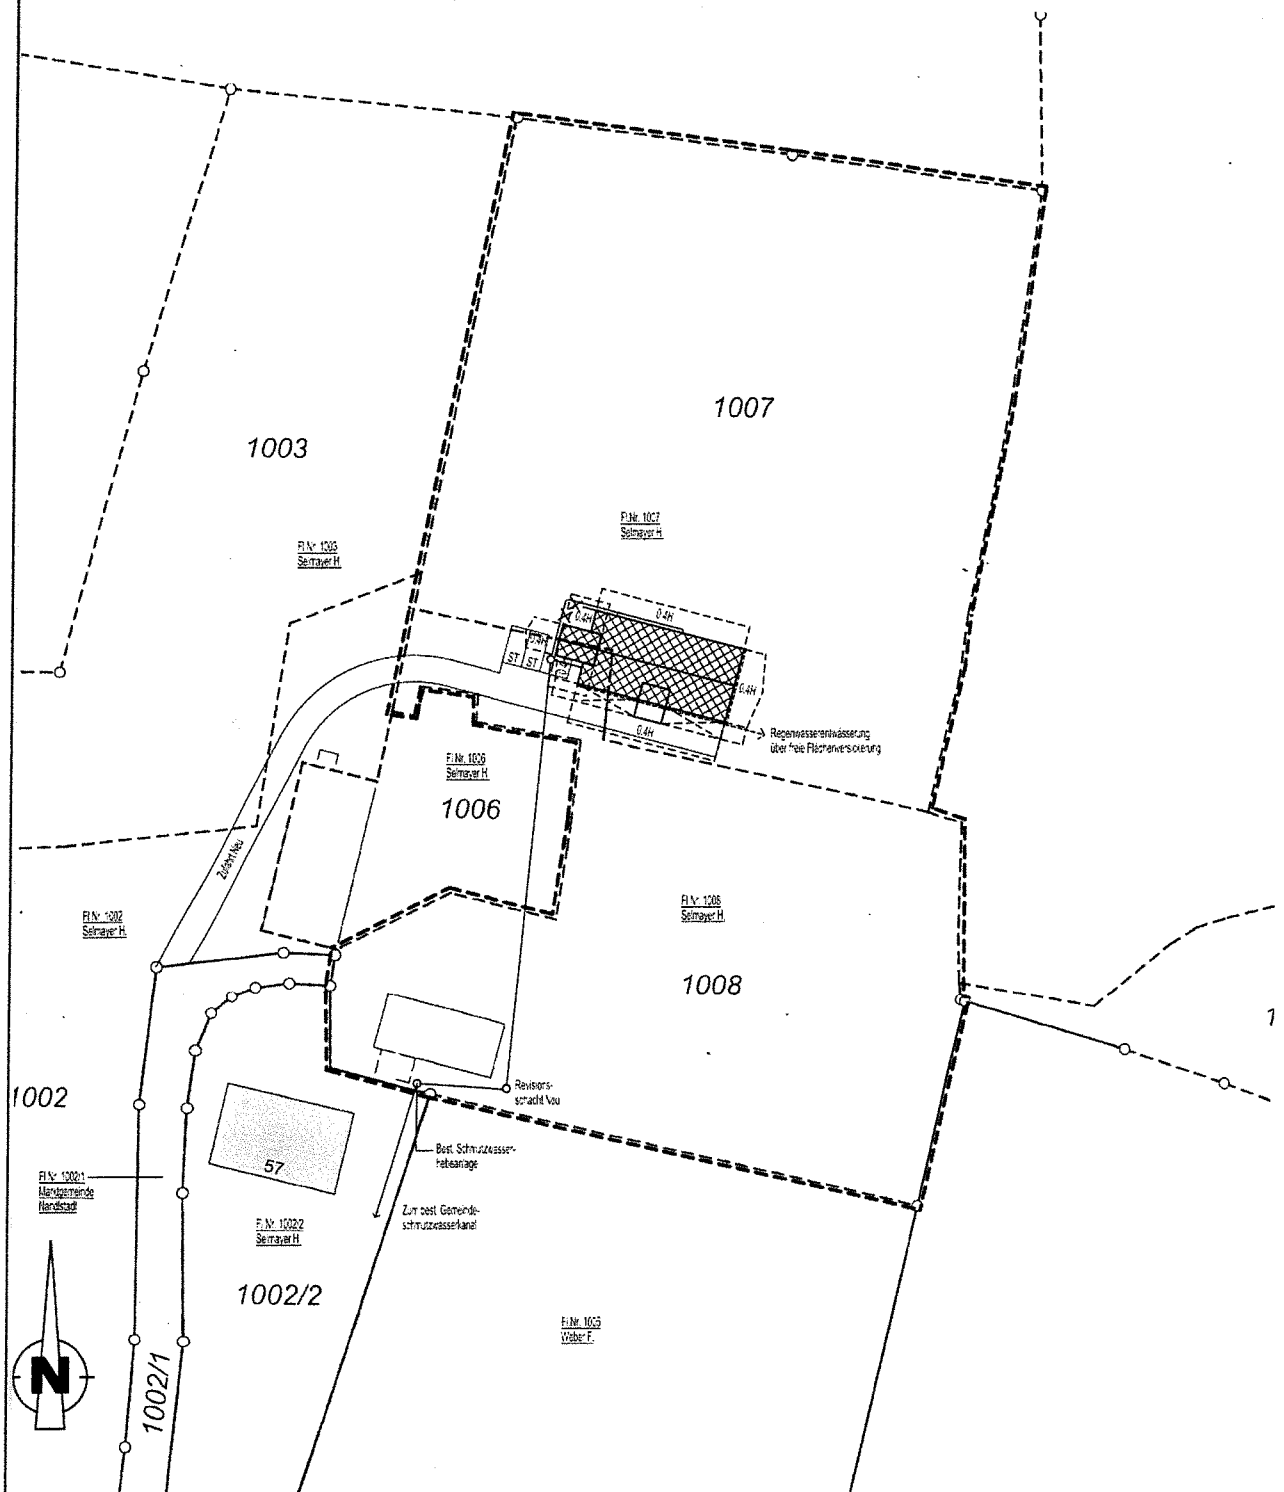 1007
1003
Fl.Nr. 1007
Selmayer H.
Fl.Nr. 1003
Selmayer H.
0.4H
0.4H
0.4H
ST
ST
0.4H
0.4H
Regenwasserentwässerung
über freie Flächenversickerung
Fl.Nr. 1006
Selmayer H.
1006
Zufahrt Neu
Fl.Nr. 1008
Selmayer H.
Fl.Nr. 1002
Selmayer H.
1008
1
1002
Revisions-
schacht Neu
Best. Schmutzwasser-
hebeanlage
57
Fl.Nr. 1002/1
Marktgemeinde
Nandlstadt
Zum best. Gemeinde-
schmutzwasserkanal
Fl.Nr. 1002/2
Selmayer H.
1002/2
Fl.Nr. 1005
Weber F.
N
1002/1